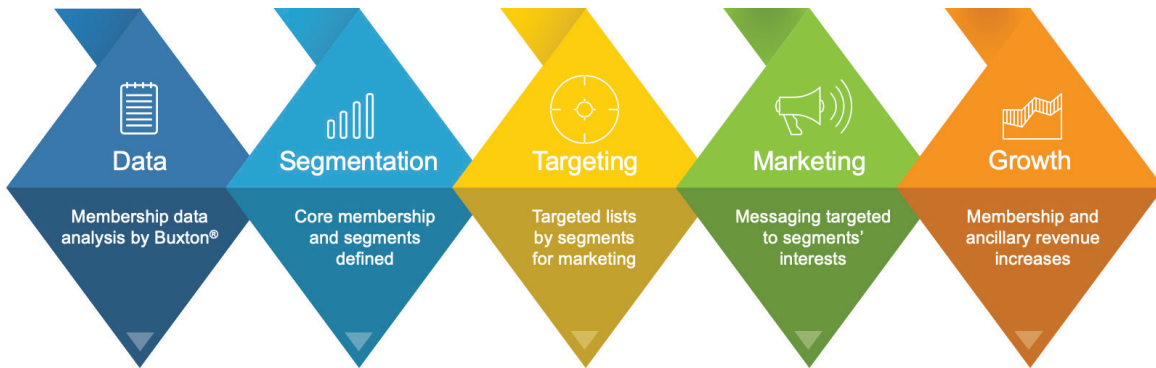 Data
Membership data
analysis by Buxton®
Segmentation
Core membership
and segments
defined
Targeting
Targeted lists
by segments
for marketing
Marketing
Messaging targeted
to segments'
interests
Growth
Membership and
ancillary revenue
increases